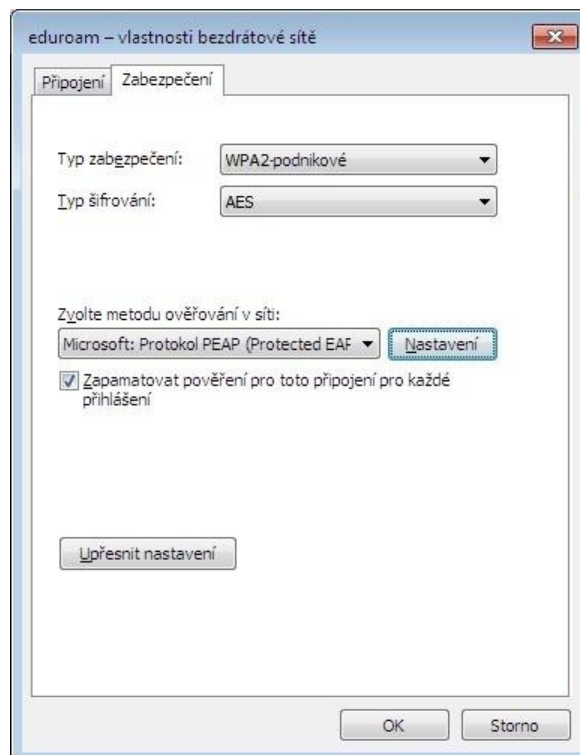 eduroam – vlastnosti bezdrátové sítě
Připojení Zabezpečení
Typ zabezpečení: WPA2-podnikové
Typ šifrování: AES
Zvolte metodu ověřování v síti:
Microsoft: Protokol PEAP (Protected EAP Nastavení
Zapamatovat pověření pro toto připojení pro každé
přihlášení
Upřesnit nastavení
OK Storno